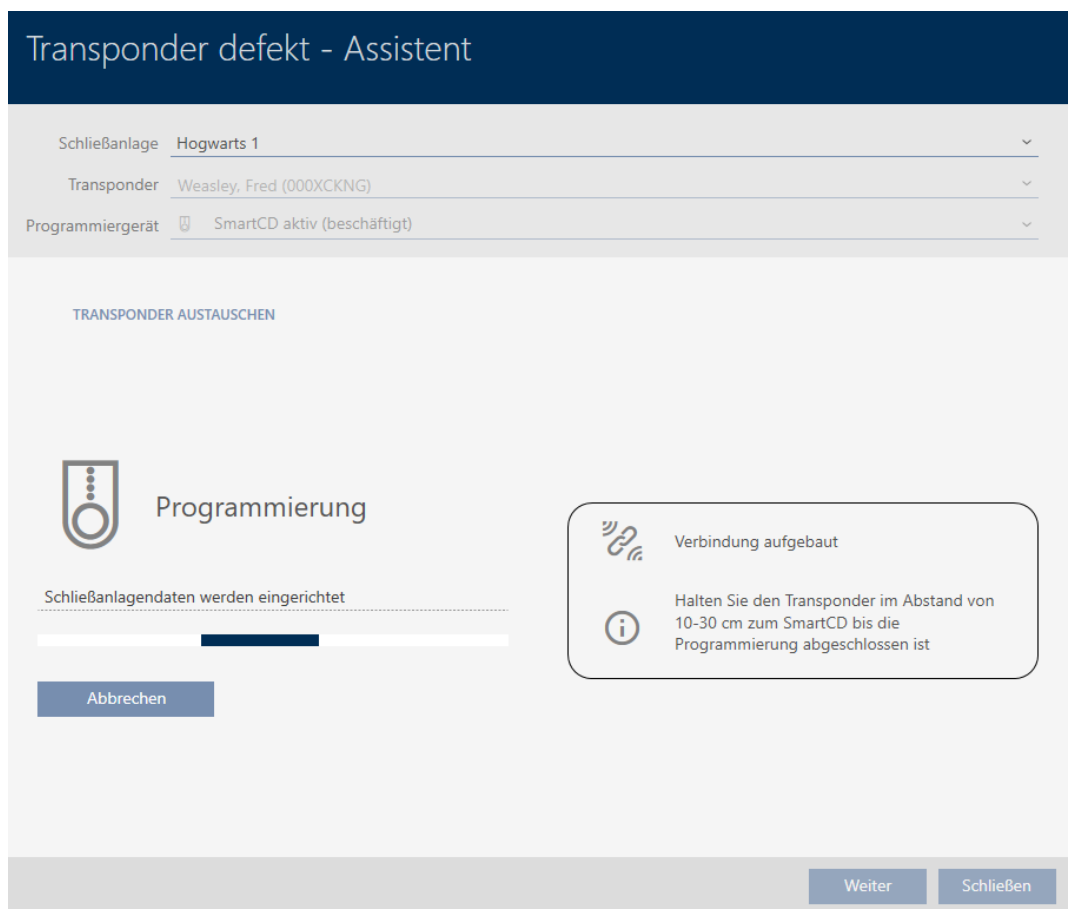 Transponder defekt - Assistent
Schließanlage Hogwarts 1
Transponder Weasley, Fred (000XCKNG)
Programmiergerät SmartCD aktiv (beschäftigt)
TRANSPONDER AUSTAUSCHEN
Programmierung
Schließanlagendaten werden eingerichtet
Abbrechen
Verbindung aufgebaut
Halten Sie den Transponder im Abstand von
10-30 cm zum SmartCD bis die
Programmierung abgeschlossen ist
Weiter Schließen